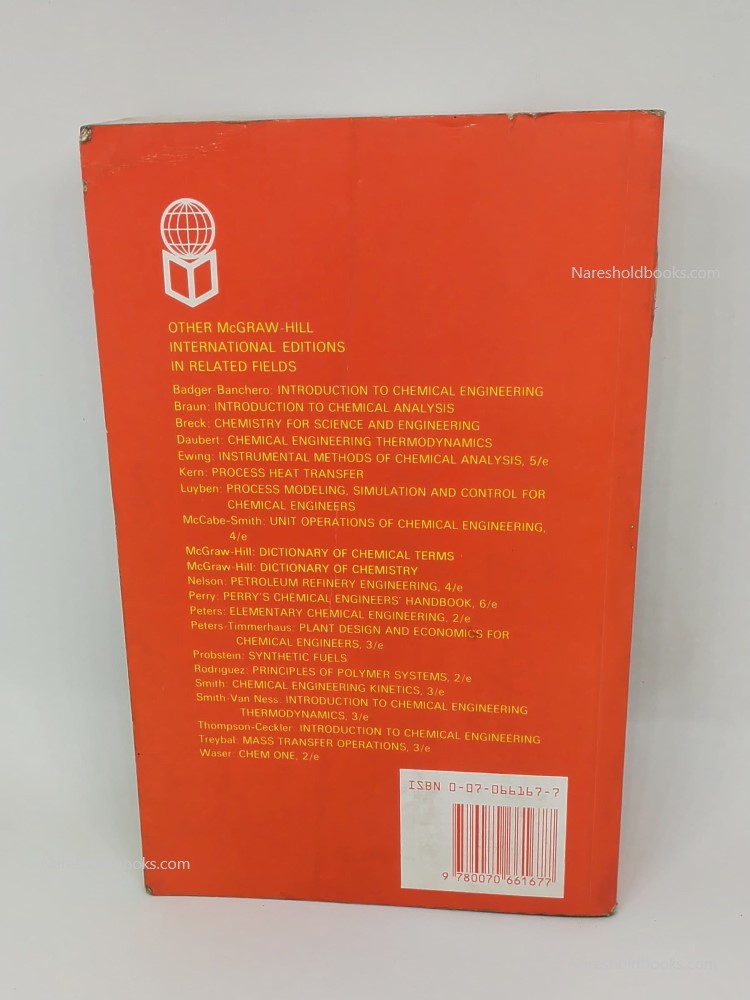 Naresholdbooks.com
OTHER McGRAW-HILL
INTERNATIONAL EDITIONS
IN RELATED FIELDS
Badger-Banchero: INTRODUCTION TO CHEMICAL ENGINEERING
Braun: INTRODUCTION TO CHEMICAL ANALYSIS
Breck: CHEMISTRY FOR SCIENCE AND ENGINEERING
Daubert: CHEMICAL ENGINEERING THERMODYNAMICS
Ewing: INSTRUMENTAL METHODS OF CHEMICAL ANALYSIS, 5/e
Kern: PROCESS HEAT TRANSFER
Luyben: PROCESS MODELING, SIMULATION AND CONTROL FOR
CHEMICAL ENGINEERS
McCabe-Smith: UNIT OPERATIONS OF CHEMICAL ENGINEERING,
4/e
McGraw-Hill: DICTIONARY OF CHEMICAL TERMS
McGraw-Hill: DICTIONARY OF CHEMISTRY
Nelson: PETROLEUM REFINERY ENGINEERING, 4/e
Perry: PERRY'S CHEMICAL ENGINEERS' HANDBOOK, 6/e
Peters: ELEMENTARY CHEMICAL ENGINEERING, 2/e
Peters-Timmerhaus: PLANT DESIGN AND ECONOMICS FOR
CHEMICAL ENGINEERS, 3/e
Probstein: SYNTHETIC FUELS
Rodriguez: PRINCIPLES OF POLYMER SYSTEMS, 2/e
Smith: CHEMICAL ENGINEERING KINETICS, 3/e
Smith-Van Ness: INTRODUCTION TO CHEMICAL ENGINEERING
THERMODYNAMICS, 3/e
Thompson-Ceckler: INTRODUCTION TO CHEMICAL ENGINEERING
Treybal: MASS TRANSFER OPERATIONS, 3/e
Waser: CHEM ONE, 2/e
ISBN 0-07-066167-7
9 780070 661677